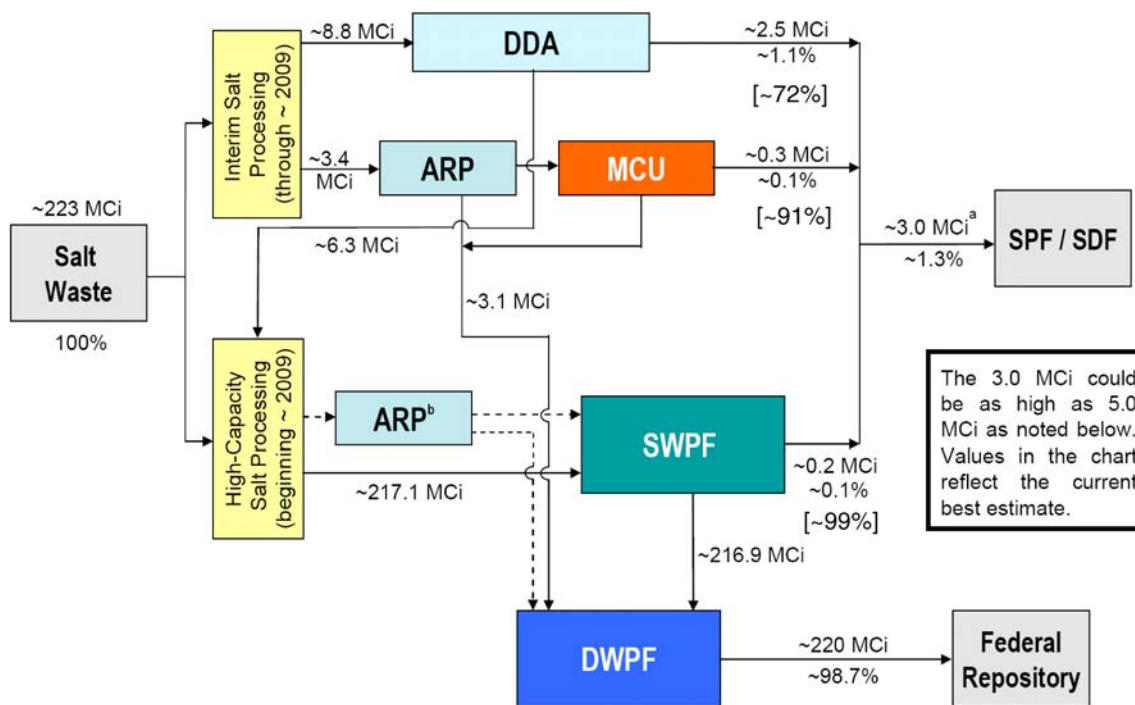 ~8.8 MCi
DDA
~2.5 MCi
~1.1%
[~72%]
Interim Salt
Processing
(through ~ 2009)
~3.4
MCi
ARP
MCU
~0.3 MCi
~0.1%
[~91%]
~223 MCi
Salt
Waste
100%
~6.3 MCi
~3.1 MCi
~3.0 MCiᵃ
~1.3%
SPF / SDF
High-Capacity
Salt Processing
(beginning ~ 2009)
ARPᵇ
~217.1 MCi
SWPF
~0.2 MCi
~0.1%
[~99%]
The 3.0 MCi could
be as high as 5.0
MCi as noted below.
Values in the chart
reflect the current
best estimate.
~216.9 MCi
DWPF
~220 MCi
~98.7%
Federal
Repository